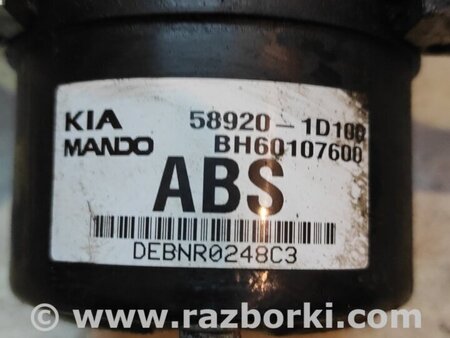 KIA 58920-1D100
MANDO BH60107600
ABS
DEBNR0248C3
© www.razborki.com